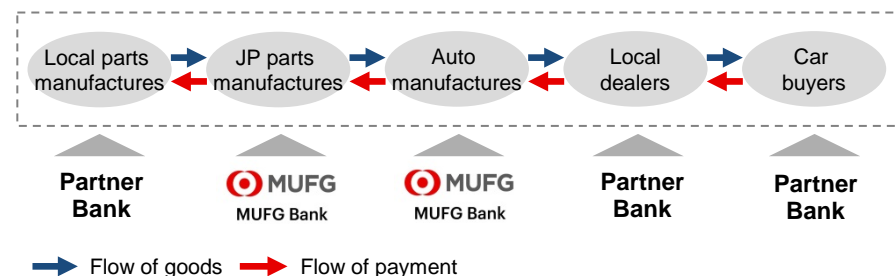 Local parts
manufactures
JP parts
manufactures
Auto
manufactures
Local
dealers
Car
buyers
Partner
Bank
MUFG
MUFG Bank
MUFG
MUFG Bank
Partner
Bank
Partner
Bank
Flow of goods
Flow of payment